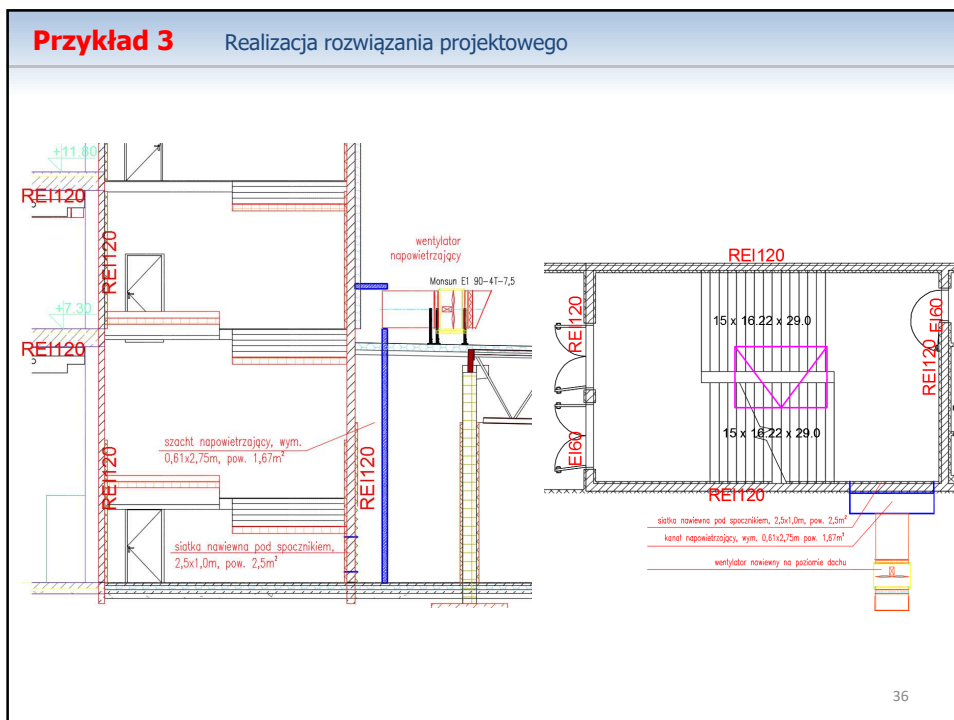 Przykład 3 Realizacja rozwiązania projektowego
+11.80
REI120
REI120
wentylator
napowietrzający
Monsun E1 90-4T-7,5
+7.30
REI120
szacht napowietrzający, wym.
0,61x2,75m, pow. 1,67m²
REI120
REI120
siatka nawiewna pod spocznikiem,
2,5x1,0m, pow. 2,5m²
REI120
REI120
EI60
15 x 16.22 x 29.0
REI120
15 x 16.22 x 29.0
EI60
REI120
siatka nawiewna pod spocznikiem, 2,5x1,0m, pow. 2,5m²
kanał napowietrzający, wym. 0,61x2,75m pow. 1,67m²
wentylator nawiewny na poziomie dachu
36